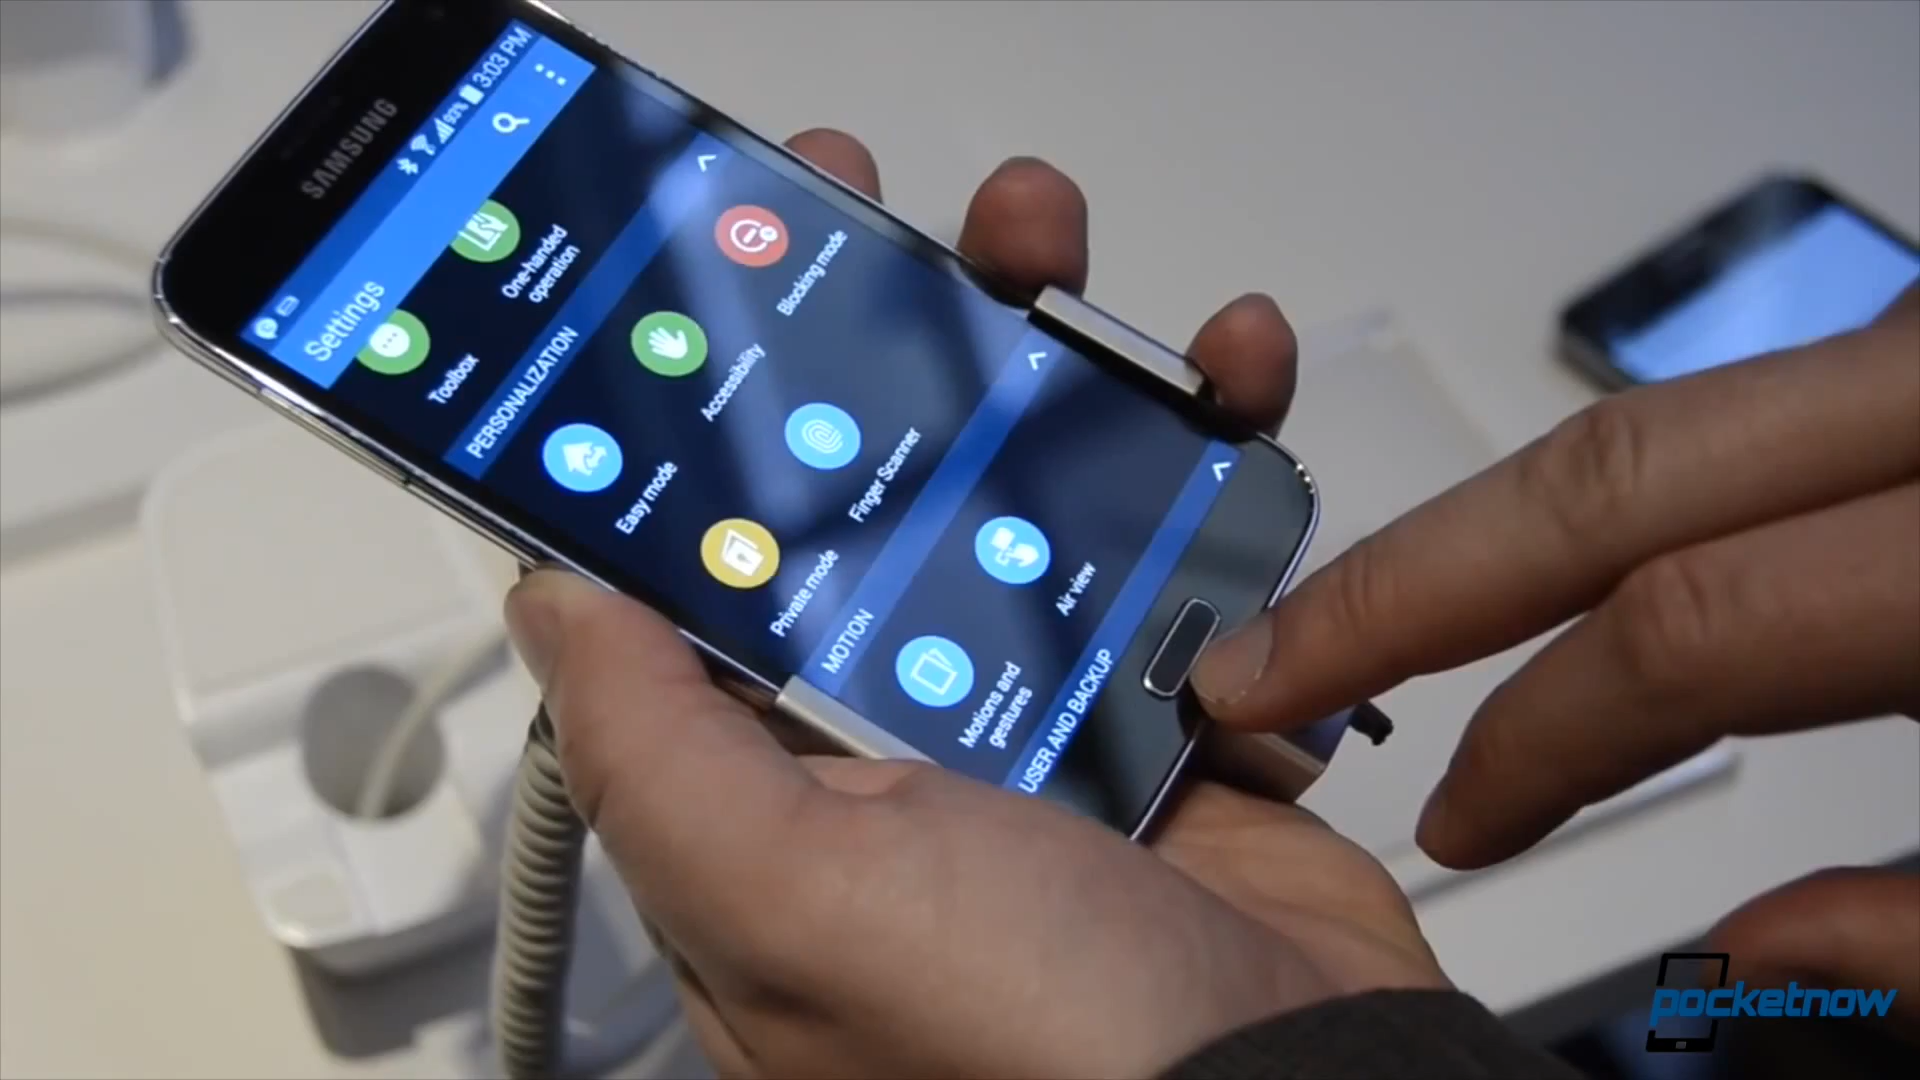 SAMSUNG
93% 3:03 PM
Settings
Toolbox
One-handed
operation
PERSONALIZATION
Easy mode
Accessibility
Blocking mode
Private mode
Finger Scanner
MOTION
Motions and
gestures
Air view
USER AND BACKUP
pocketnow